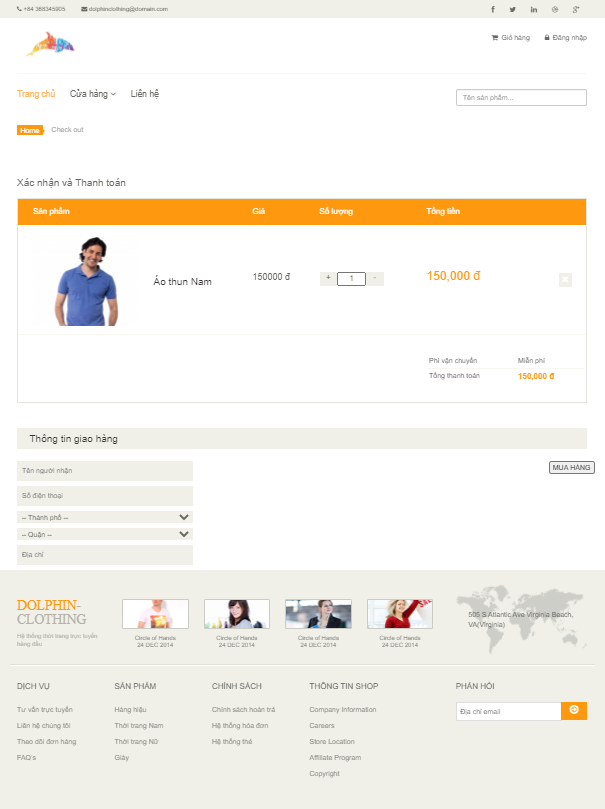 +84 368345905 dolphinclothing@domain.com
Giỏ hàng Đăng nhập
Trang chủ Cửa hàng Liên hệ
Tên sản phẩm...
Home Check out
Xác nhận và Thanh toán
Sản phẩm Giá Số lượng Tổng tiền
Áo thun Nam 150000 đ + 1 - 150,000 đ
Phí vận chuyển Miễn phí
Tổng thanh toán 150,000 đ
Thông tin giao hàng
Tên người nhận
MUA HÀNG
Số điện thoại
-- Thành phố --
-- Quận --
Địa chỉ
DOLPHIN-
CLOTHING
Hệ thống thời trang trực tuyến
hàng đầu
Circle of Hands
24 DEC 2014
Circle of Hands
24 DEC 2014
Circle of Hands
24 DEC 2014
SALE
Circle of Hands
24 DEC 2014
505 S Atlantic Ave Virginia Beach,
VA(Virginia)
DỊCH VỤ
Tư vấn trực tuyến
Liên hệ chúng tôi
Theo dõi đơn hàng
FAQ's
SẢN PHẨM
Hàng hiệu
Thời trang Nam
Thời trang Nữ
Giày
CHÍNH SÁCH
Chính sách hoàn trả
Hệ thống hóa đơn
Hệ thống thẻ
THÔNG TIN SHOP
Company Information
Careers
Store Location
Affiliate Program
Copyright
PHẢN HỒI
Địa chỉ email